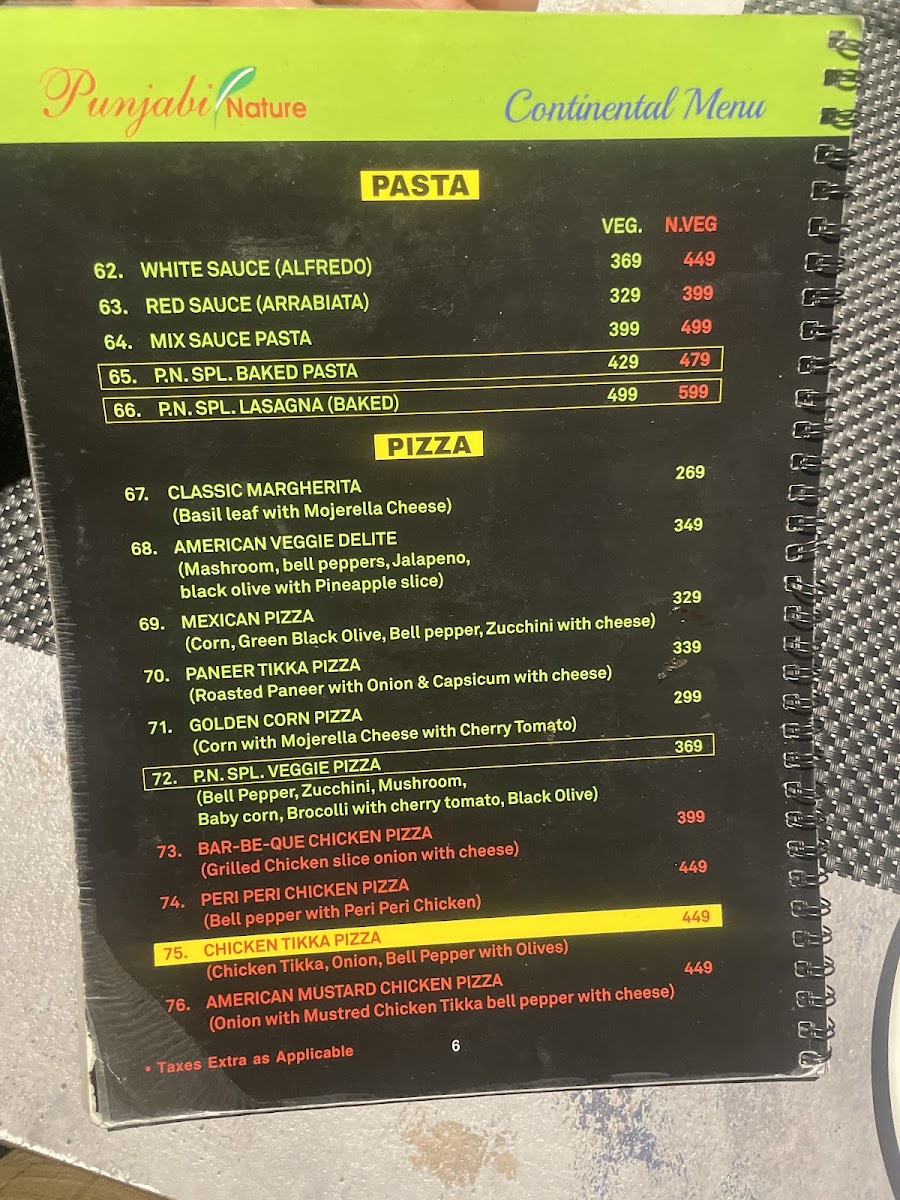 Punjabi Nature
Continental Menu
PASTA
VEG. N.VEG
62. WHITE SAUCE (ALFREDO) 369 449
63. RED SAUCE (ARRABIATA) 329 399
64. MIX SAUCE PASTA 399 499
65. P.N. SPL. BAKED PASTA 429 479
66. P.N. SPL. LASAGNA (BAKED) 499 599
PIZZA
67. CLASSIC MARGHERITA 269
(Basil leaf with Mojerella Cheese)
68. AMERICAN VEGGIE DELITE 349
(Mashroom, bell peppers, Jalapeno,
black olive with Pineapple slice)
69. MEXICAN PIZZA 329
(Corn, Green Black Olive, Bell pepper, Zucchini with cheese)
70. PANEER TIKKA PIZZA 339
(Roasted Paneer with Onion & Capsicum with cheese)
71. GOLDEN CORN PIZZA 299
(Corn with Mojerella Cheese with Cherry Tomato)
72. P.N. SPL. VEGGIE PIZZA 369
(Bell Pepper, Zucchini, Mushroom,
Baby corn, Brocolli with cherry tomato, Black Olive)
73. BAR-BE-QUE CHICKEN PIZZA 399
(Grilled Chicken slice onion with cheese)
74. PERI PERI CHICKEN PIZZA 449
(Bell pepper with Peri Peri Chicken)
75. CHICKEN TIKKA PIZZA 449
(Chicken Tikka, Onion, Bell Pepper with Olives)
76. AMERICAN MUSTARD CHICKEN PIZZA 449
(Onion with Mustred Chicken Tikka bell pepper with cheese)
• Taxes Extra as Applicable
6